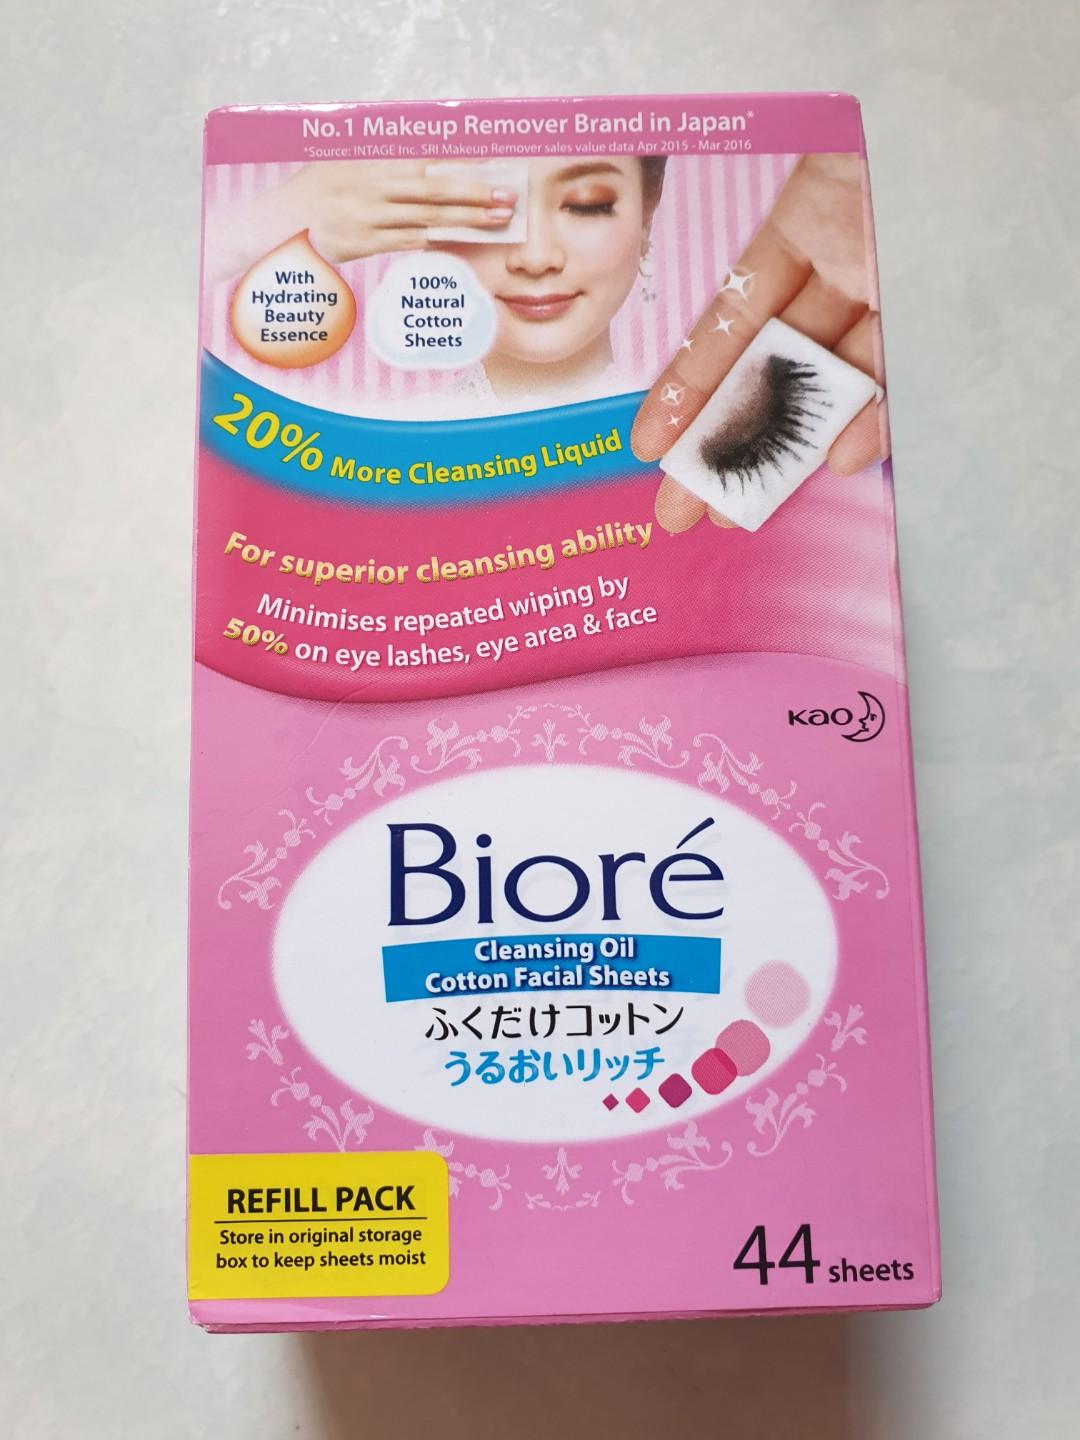 No.1 Makeup Remover Brand in Japan*
*Source: INTAGE Inc. SRI Makeup Remover sales value data Apr 2015 - Mar 2016
With
Hydrating
Beauty
Essence
100%
Natural
Cotton
Sheets
20% More Cleansing Liquid
For superior cleansing ability
Minimises repeated wiping by
50% on eye lashes, eye area & face
Kao
Bioré
Cleansing Oil
Cotton Facial Sheets
ふくだけコットン
うるおいリッチ
REFILL PACK
Store in original storage
box to keep sheets moist
44 sheets